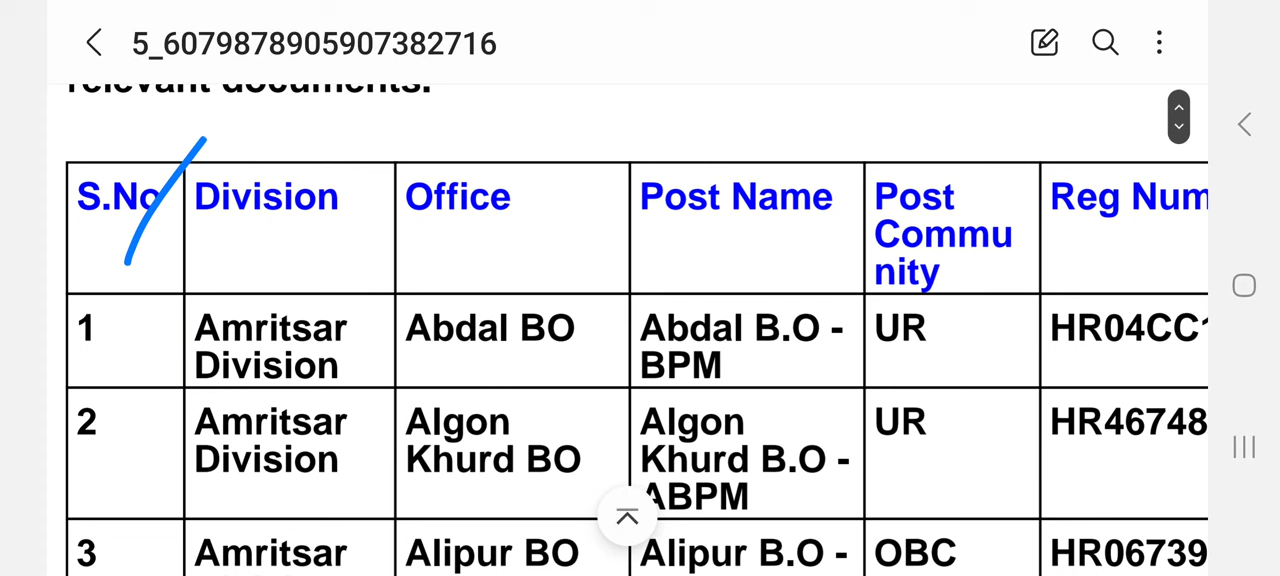 5_6079878905907382716
relevant documents.
S.No Division Office Post Name Post Commu nity Reg Num
1 Amritsar Division Abdal BO Abdal B.O - BPM UR HR04CC
2 Amritsar Division Algon Khurd BO Algon Khurd B.O - ABPM UR HR46748
3 Amritsar Alipur BO Alipur B.O - OBC HR06739